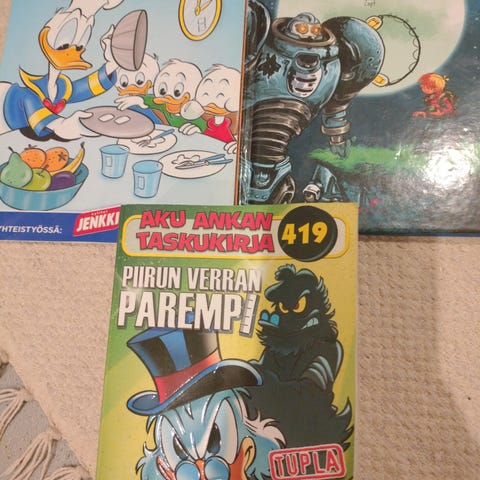 YHTEISTYÖSSÄ:
JENKKI
AKU ANKAN
TASKUKIRJA
419
PIIRUN VERRAN
PAREMPI
TUPLA